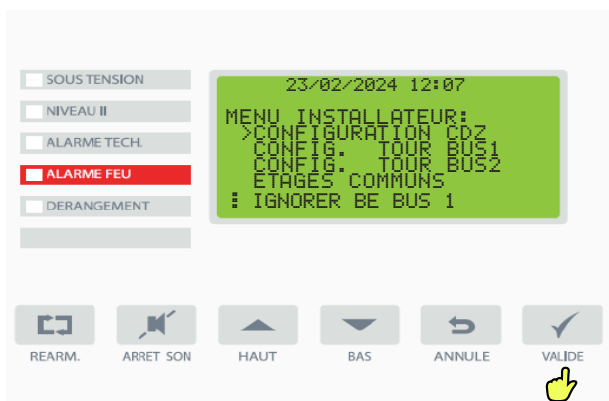 SOUS TENSION
NIVEAU II
ALARME TECH.
ALARME FEU
DERANGEMENT
23/02/2024 12:07
MENU INSTALLATEUR:
>CONFIGURATION CDZ
CONFIG. TOUR BUS1
CONFIG. TOUR BUS2
ETAGES COMMUNS
IGNORER BE BUS 1
REARM.
ARRET SON
HAUT
BAS
ANNULE
VALIDE